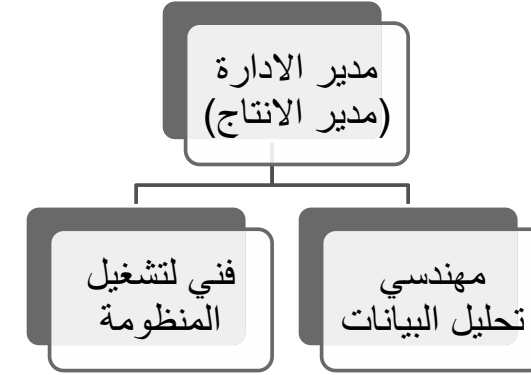 مدير الادارة
(مدير الانتاج)
مهندسي
تحليل البيانات
فني لتشغيل
المنظومة